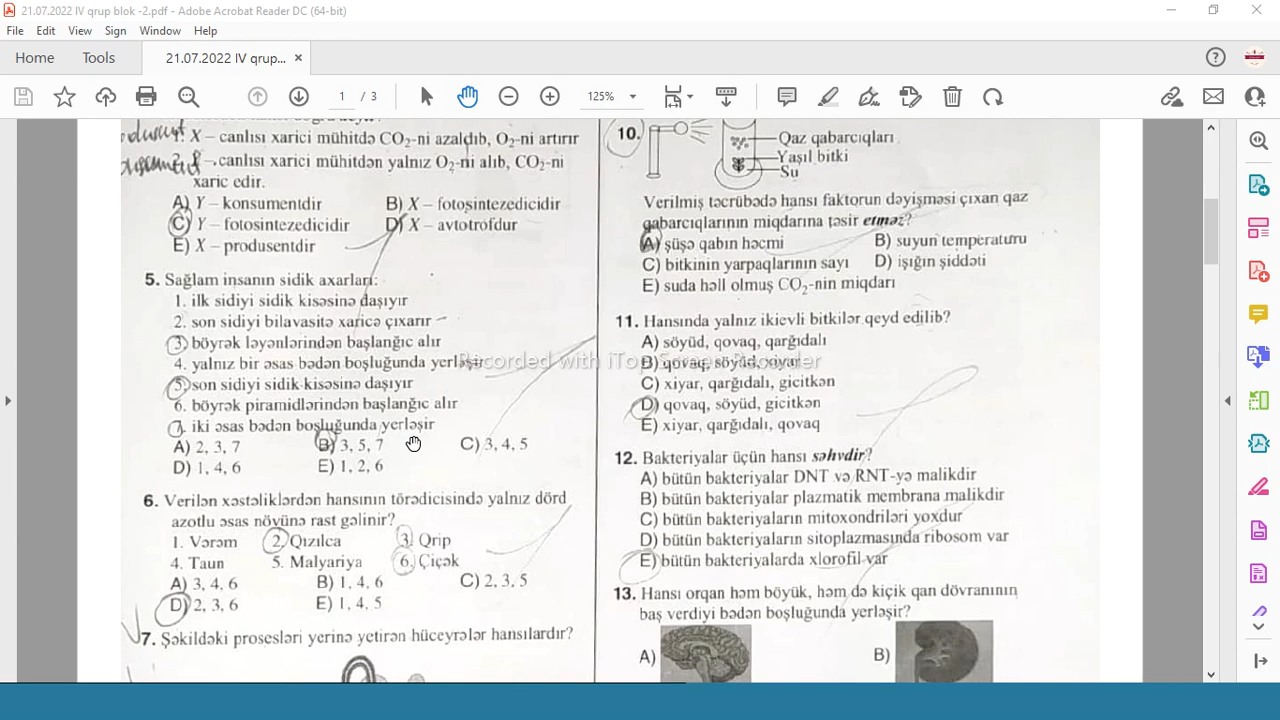 21.07.2022 IV qrup blok -2.pdf - Adobe Acrobat Reader DC (64-bit)
File Edit View Sign Window Help
Home Tools 21.07.2022 IV qrup... ×
1 / 3 125%
X – canlısı xarici mühitdə CO₂-ni azaldıb, O₂-ni artırır
– canlısı xarici mühitdən yalnız O₂-ni alıb, CO₂-ni
xaric edir.
A) Y – konsumentdir B) X – fotosintezedicidir
C) Y – fotosintezedicidir D) X – avtotrofdur
E) X – produsentdir
5. Sağlam insanın sidik axarları:
1. ilk sidiyi sidik kisəsinə daşıyır
2. son sidiyi bilavasitə xaricə çıxarır
3. böyrək ləyənlərindən başlanğıc alır
4. yalnız bir əsas bədən boşluğunda yerləşir
5. son sidiyi sidik kisəsinə daşıyır
6. böyrək piramidlərindən başlanğıc alır
7. iki əsas bədən boşluğunda yerləşir
A) 2, 3, 7 B) 3, 5, 7 C) 3, 4, 5
D) 1, 4, 6 E) 1, 2, 6
6. Verilən xəstəliklərdən hansının törədicisində yalnız dörd
azotlu əsas növünə rast gəlinir?
1. Vərəm 2. Qızılca 3. Qrip
4. Taun 5. Malyariya 6. Çiçək
A) 3, 4, 6 B) 1, 4, 6 C) 2, 3, 5
D) 2, 3, 6 E) 1, 4, 5
7. Şəkildəki prosesləri yerinə yetirən hüceyrələr hansılardır?
10.
Qaz qabarcıqları
Yaşıl bitki
Su
Verilmiş təcrübədə hansı faktorun dəyişməsi çıxan qaz
qabarcıqlarının miqdarına təsir etməz?
A) şüşə qabın həcmi B) suyun temperaturu
C) bitkinin yarpaqlarının sayı D) işığın şiddəti
E) suda həll olmuş CO₂-nin miqdarı
11. Hansında yalnız ikievli bitkilər qeyd edilib?
A) söyüd, qovaq, qarğıdalı
B) qovaq, söyüd, xiyar
C) xiyar, qarğıdalı, gicitkən
D) qovaq, söyüd, gicitkən
E) xiyar, qarğıdalı, qovaq
12. Bakteriyalar üçün hansı səhvdir?
A) bütün bakteriyalar DNT və RNT-yə malikdir
B) bütün bakteriyalar plazmatik membrana malikdir
C) bütün bakteriyaların mitoxondriləri yoxdur
D) bütün bakteriyaların sitoplazmasında ribosom var
E) bütün bakteriyalarda xlorofil var
13. Hansı orqan həm böyük, həm də kiçik qan dövranının
baş verdiyi bədən boşluğunda yerləşir?
A) B)
Recorded with iTop Screen Recorder